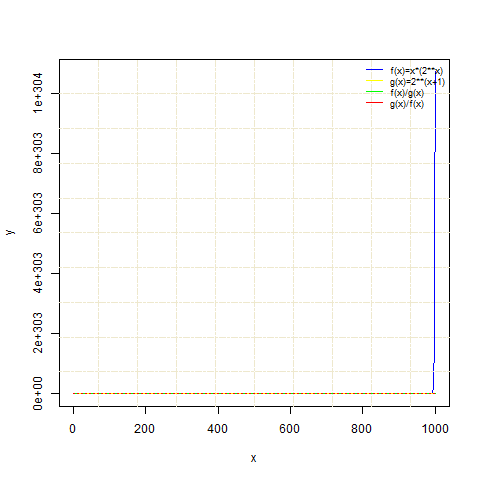 f(x)=x*(2**x)
g(x)=2**(x+1)
f(x)/g(x)
g(x)/f(x)
1e+304
8e+303
6e+303
4e+303
2e+303
0e+00
y
0 200 400 600 800 1000
x